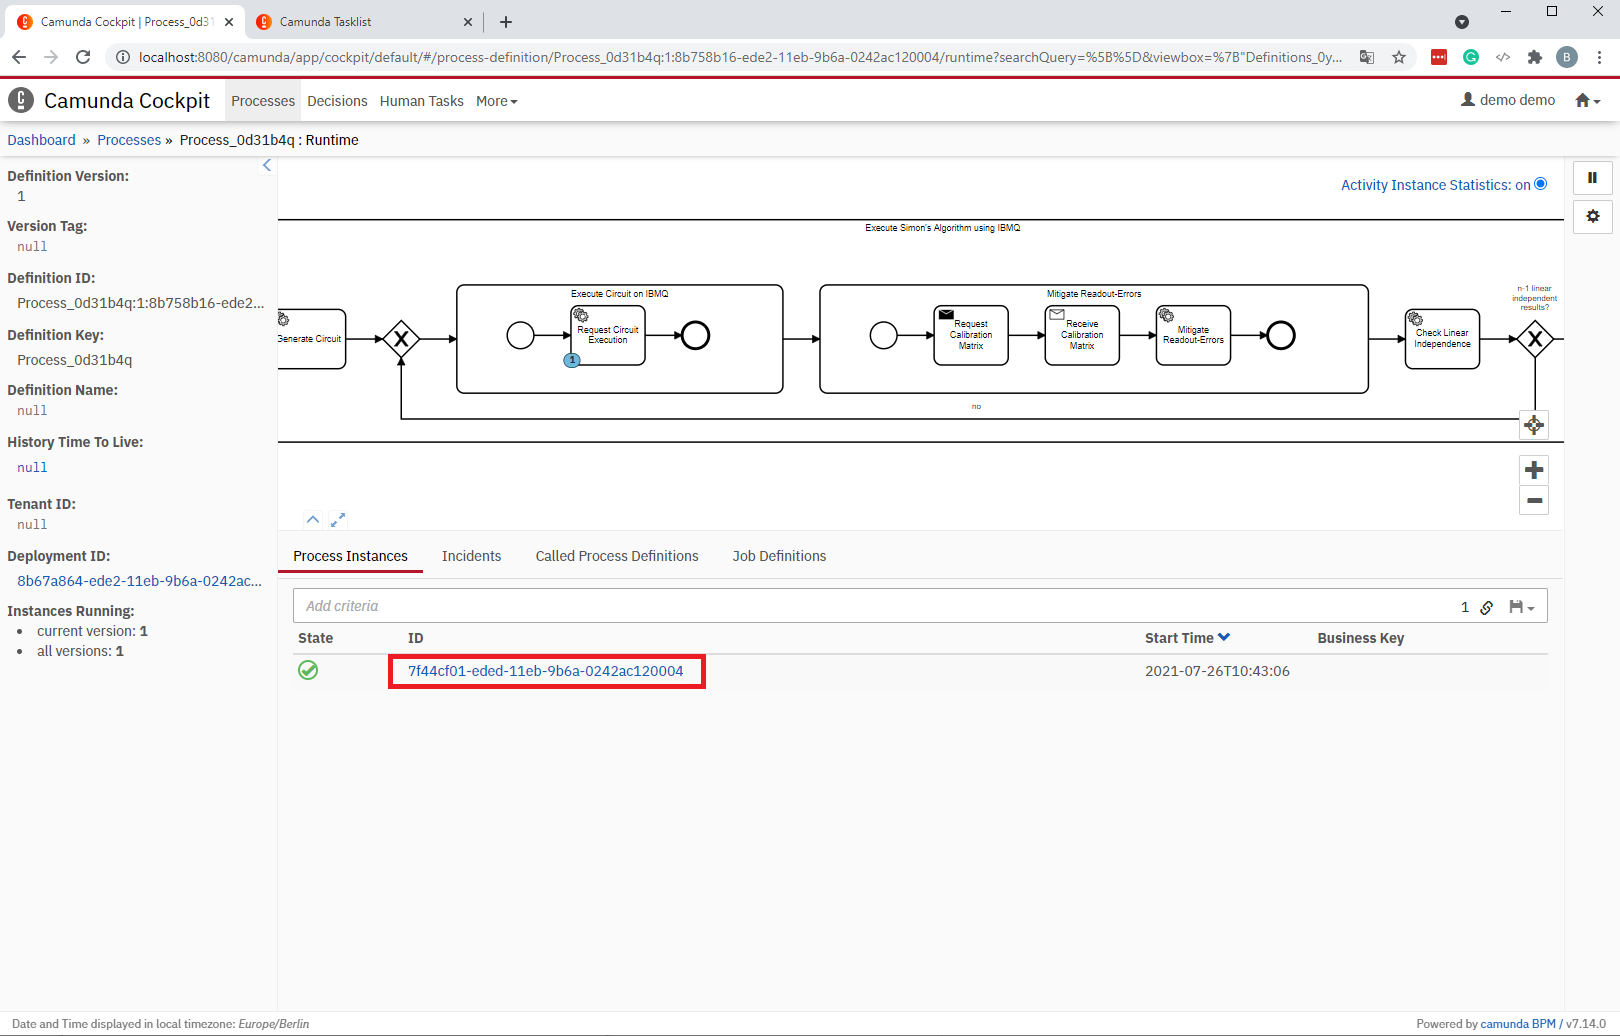 Camunda Cockpit | Process_0d31
Camunda Tasklist
localhost:8080/camunda/app/cockpit/default/#/process-definition/Process_0d31b4q:1:8b758b16-ede2-11eb-9b6a-0242ac120004/runtime?searchQuery=%5B%5D&viewbox=%7B"Definitions_0y...
B
Camunda Cockpit
Processes
Decisions
Human Tasks
More
demo demo
Dashboard » Processes » Process_0d31b4q : Runtime
Definition Version:
1
Version Tag:
null
Definition ID:
Process_0d31b4q:1:8b758b16-ede2...
Definition Key:
Process_0d31b4q
Definition Name:
null
History Time To Live:
null
Tenant ID:
null
Deployment ID:
8b67a864-ede2-11eb-9b6a-0242ac...
Instances Running:
• current version: 1
• all versions: 1
Activity Instance Statistics: on
Execute Simon's Algorithm using IBMQ
Generate Circuit
Execute Circuit on IBMQ
Request Circuit
Execution
1
Mitigate Readout-Errors
Request
Calibration
Matrix
Receive
Calibration
Matrix
Mitigate
Readout-Errors
Check Linear
Independence
n-1 linear
independent
results?
no
Process Instances
Incidents
Called Process Definitions
Job Definitions
Add criteria
1
State
ID
Start Time
Business Key
7f44cf01-eded-11eb-9b6a-0242ac120004
2021-07-26T10:43:06
Date and Time displayed in local timezone: Europe/Berlin
Powered by camunda BPM / v7.14.0